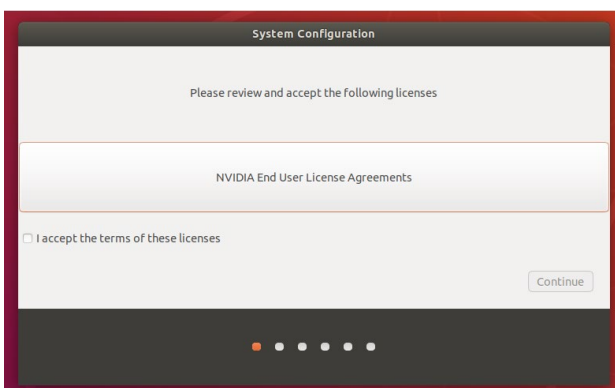 System Configuration
Please review and accept the following licenses
NVIDIA End User License Agreements
I accept the terms of these licenses
Continue